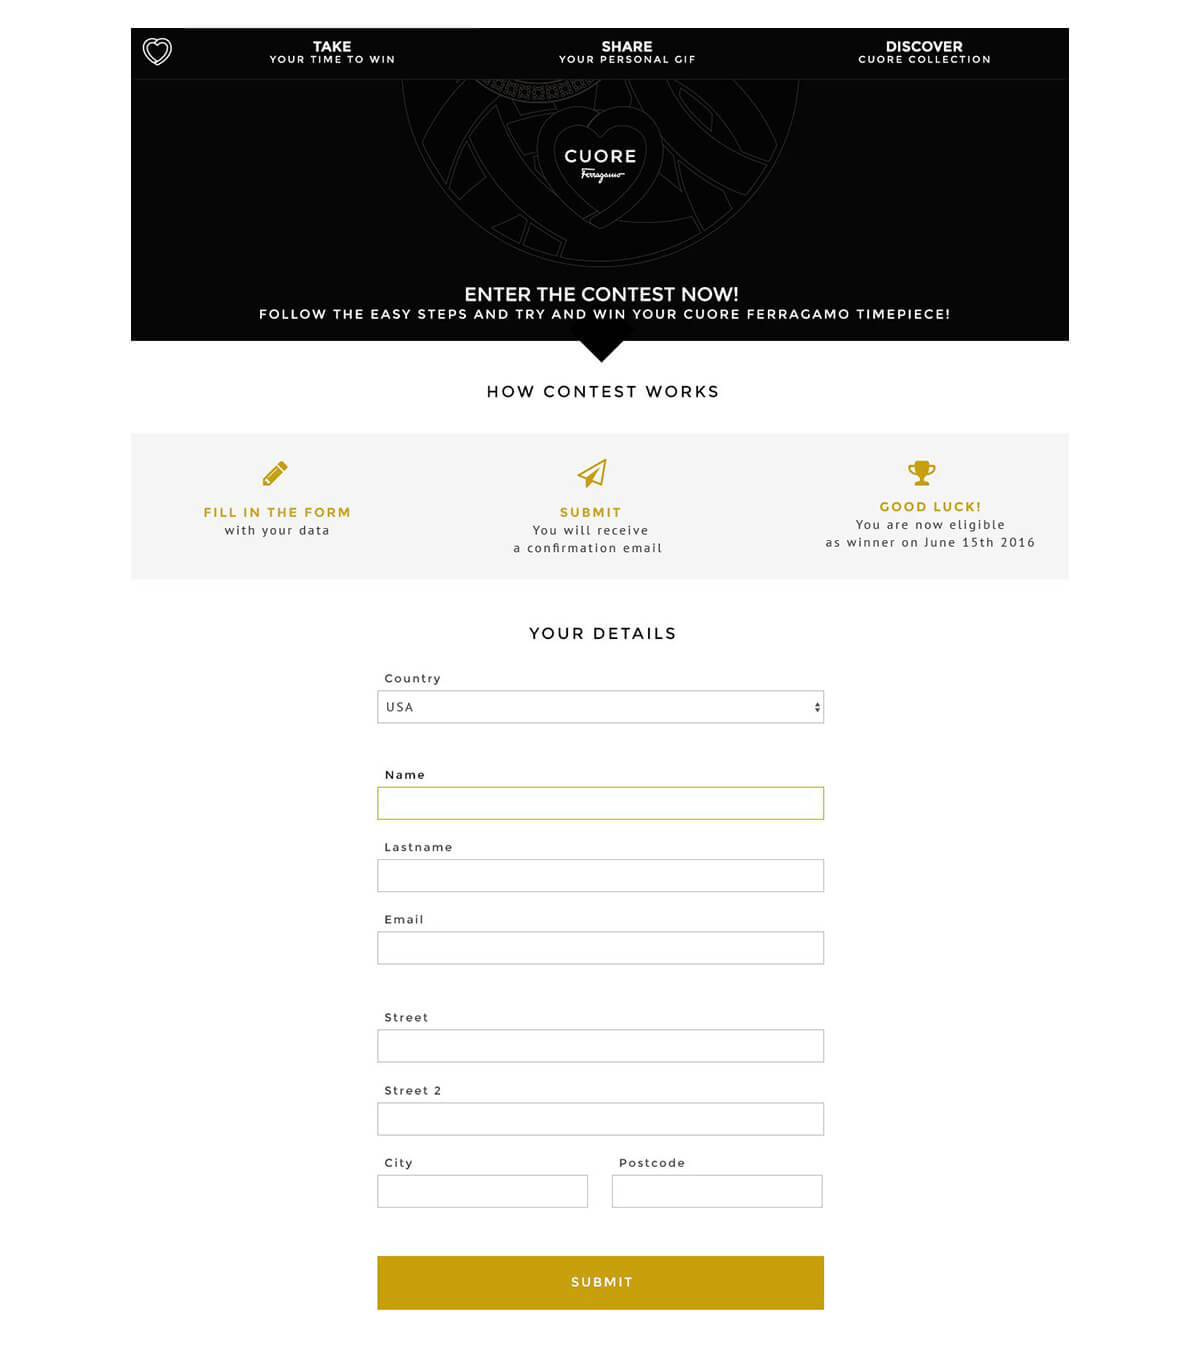 TAKE
YOUR TIME TO WIN
SHARE
YOUR PERSONAL GIF
DISCOVER
CUORE COLLECTION
CUORE
Ferragamo
ENTER THE CONTEST NOW!
FOLLOW THE EASY STEPS AND TRY AND WIN YOUR CUORE FERRAGAMO TIMEPIECE!
HOW CONTEST WORKS
FILL IN THE FORM
with your data
SUBMIT
You will receive
a confirmation email
GOOD LUCK!
You are now eligible
as winner on June 15th 2016
YOUR DETAILS
Country
USA
Name
Lastname
Email
Street
Street 2
City
Postcode
SUBMIT